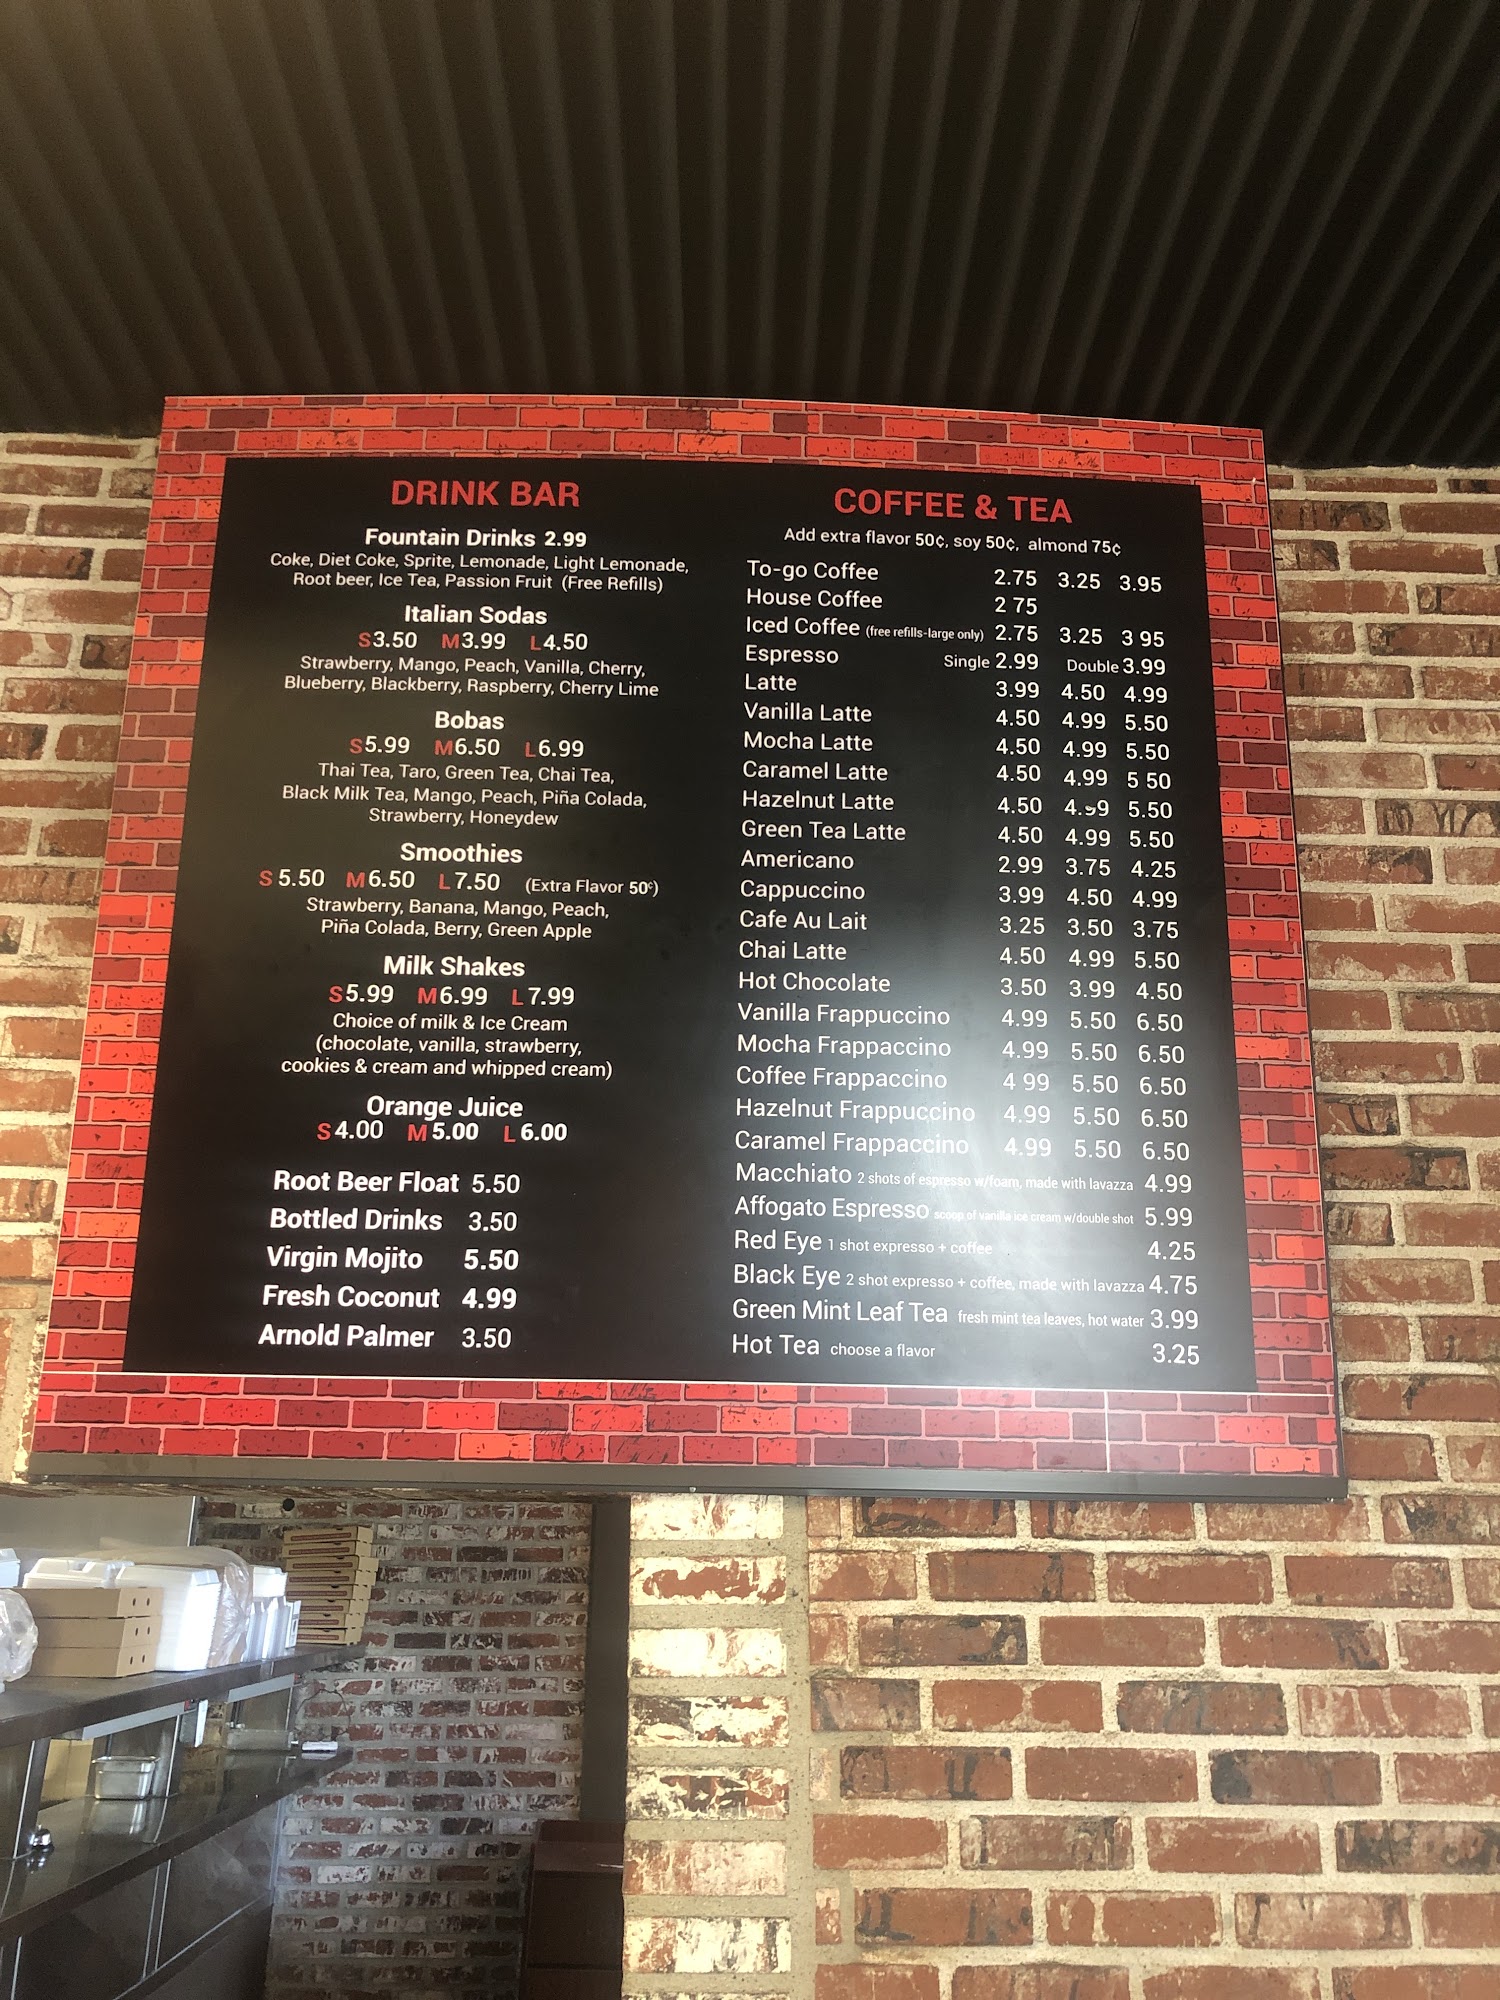 DRINK BAR
Fountain Drinks 2.99
Coke, Diet Coke, Sprite, Lemonade, Light Lemonade,
Root beer, Ice Tea, Passion Fruit (Free Refills)
Italian Sodas
S3.50 M3.99 L4.50
Strawberry, Mango, Peach, Vanilla, Cherry,
Blueberry, Blackberry, Raspberry, Cherry Lime
Bobas
S5.99 M6.50 L6.99
Thai Tea, Taro, Green Tea, Chai Tea,
Black Milk Tea, Mango, Peach, Piña Colada,
Strawberry, Honeydew
Smoothies
S5.50 M6.50 L7.50 (Extra Flavor 50¢)
Strawberry, Banana, Mango, Peach,
Piña Colada, Berry, Green Apple
Milk Shakes
S5.99 M6.99 L7.99
Choice of milk & Ice Cream
(chocolate, vanilla, strawberry,
cookies & cream and whipped cream)
Orange Juice
S4.00 M5.00 L6.00
Root Beer Float 5.50
Bottled Drinks 3.50
Virgin Mojito 5.50
Fresh Coconut 4.99
Arnold Palmer 3.50
COFFEE & TEA
Add extra flavor 50¢, soy 50¢, almond 75¢
To-go Coffee 2.75 3.25 3.95
House Coffee 2 75
Iced Coffee (free refills-large only) 2.75 3.25 3 95
Espresso Single 2.99 Double 3.99
Latte 3.99 4.50 4.99
Vanilla Latte 4.50 4.99 5.50
Mocha Latte 4.50 4.99 5.50
Caramel Latte 4.50 4.99 5 50
Hazelnut Latte 4.50 4.99 5.50
Green Tea Latte 4.50 4.99 5.50
Americano 2.99 3.75 4.25
Cappuccino 3.99 4.50 4.99
Cafe Au Lait 3.25 3.50 3.75
Chai Latte 4.50 4.99 5.50
Hot Chocolate 3.50 3.99 4.50
Vanilla Frappuccino 4.99 5.50 6.50
Mocha Frappaccino 4.99 5.50 6.50
Coffee Frappaccino 4 99 5.50 6.50
Hazelnut Frappuccino 4.99 5.50 6.50
Caramel Frappaccino 4.99 5.50 6.50
Macchiato 2 shots of espresso w/foam, made with lavazza 4.99
Affogato Espresso scoop of vanilla ice cream w/double shot 5.99
Red Eye 1 shot expresso + coffee 4.25
Black Eye 2 shot expresso + coffee, made with lavazza 4.75
Green Mint Leaf Tea fresh mint tea leaves, hot water 3.99
Hot Tea choose a flavor 3.25